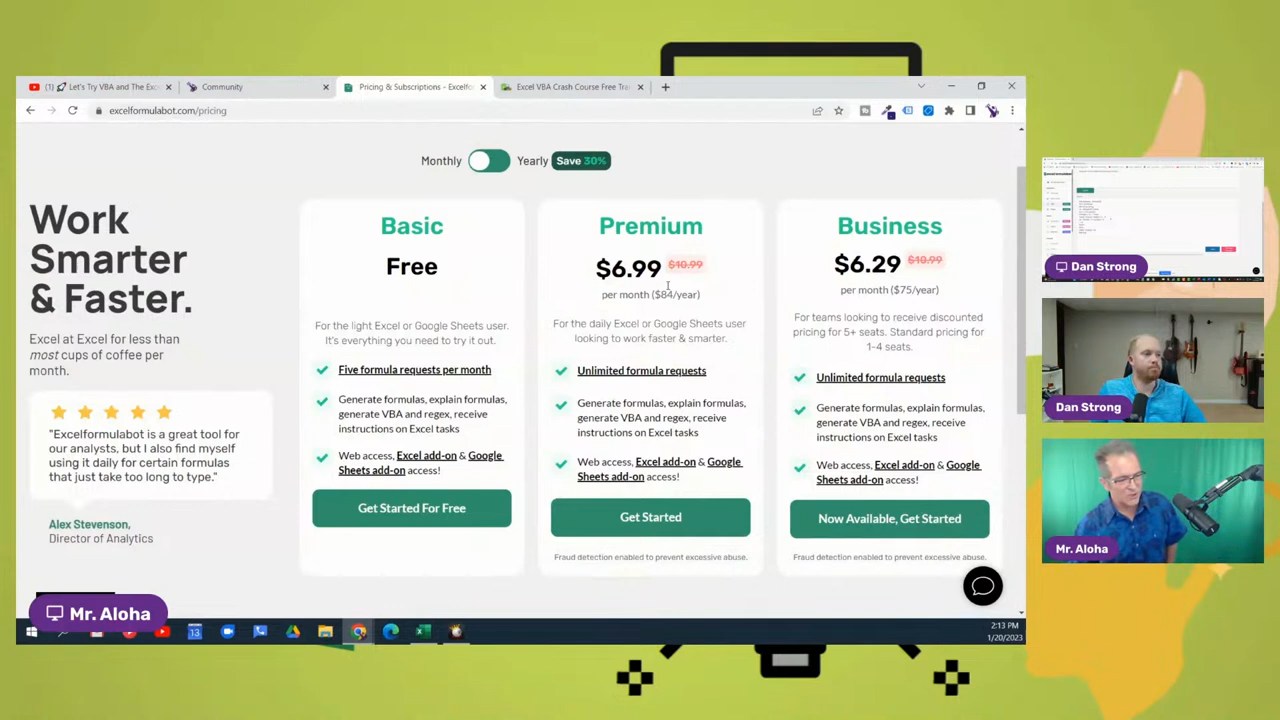 (1) 🚀 Let's Try VBA and The Exc
Community
Pricing & Subscriptions - Excelfo
Excel VBA Crash Course Free Trai
excelformulabot.com/pricing
Monthly
Yearly
Save 30%
Work
Smarter
& Faster.
Excel at Excel for less than
most cups of coffee per
month.
"Excelformulabot is a great tool for
our analysts, but I also find myself
using it daily for certain formulas
that just take too long to type."
Alex Stevenson,
Director of Analytics
Basic
Free
For the light Excel or Google Sheets user.
It's everything you need to try it out.
Five formula requests per month
Generate formulas, explain formulas,
generate VBA and regex, receive
instructions on Excel tasks
Web access, Excel add-on & Google
Sheets add-on access!
Get Started For Free
Premium
$6.99 $10.99
per month ($84/year)
For the daily Excel or Google Sheets user
looking to work faster & smarter.
Unlimited formula requests
Generate formulas, explain formulas,
generate VBA and regex, receive
instructions on Excel tasks
Web access, Excel add-on & Google
Sheets add-on access!
Get Started
Fraud detection enabled to prevent excessive abuse.
Business
$6.29 $10.99
per month ($75/year)
For teams looking to receive discounted
pricing for 5+ seats. Standard pricing for
1-4 seats.
Unlimited formula requests
Generate formulas, explain formulas,
generate VBA and regex, receive
instructions on Excel tasks
Web access, Excel add-on & Google
Sheets add-on access!
Now Available, Get Started
Fraud detection enabled to prevent excessive abuse.
Mr. Aloha
13
2:13 PM
1/20/2023
Dan Strong
Dan Strong
Mr. Aloha